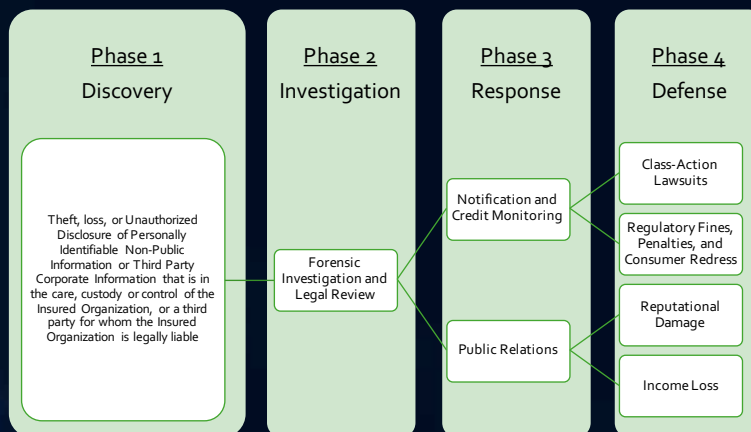 Phase 1
Discovery
Theft, loss, or Unauthorized
Disclosure of Personally
Identifiable Non-Public
Information or Third Party
Corporate Information that is in
the care, custody or control of the
Insured Organization, or a third
party for whom the Insured
Organization is legally liable
Phase 2
Investigation
Forensic
Investigation and
Legal Review
Phase 3
Response
Notification and
Credit Monitoring
Public Relations
Phase 4
Defense
Class-Action
Lawsuits
Regulatory Fines,
Penalties, and
Consumer Redress
Reputational
Damage
Income Loss